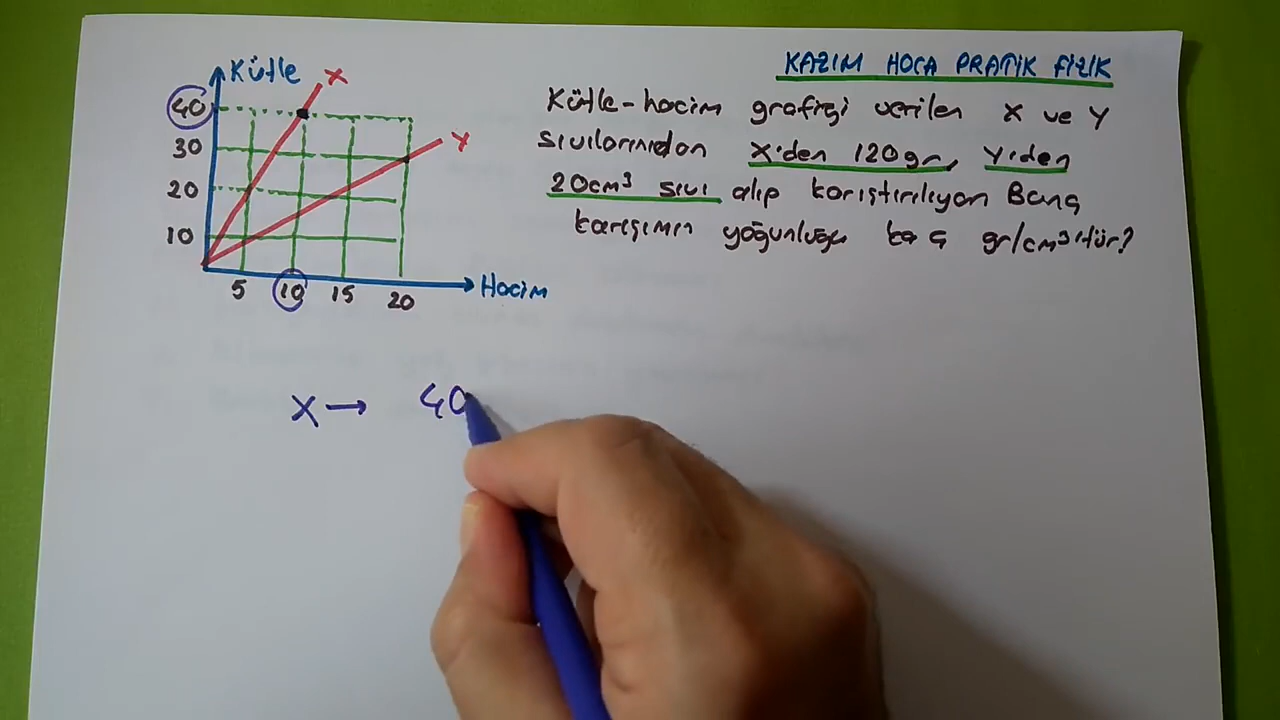 KAZIM HOCA PRATİK FİZİK
Kütle-hacim grafiği verilen X ve Y
sıvılarından X'den 120gr, Y'den
20cm³ sıvı alıp karıştırılıyor Buna
karışımın yoğunluğu kaç gr/cm³'tür?
Kütle
X
Y
40
30
20
10
5 10 15 20
Hacim
X → 40